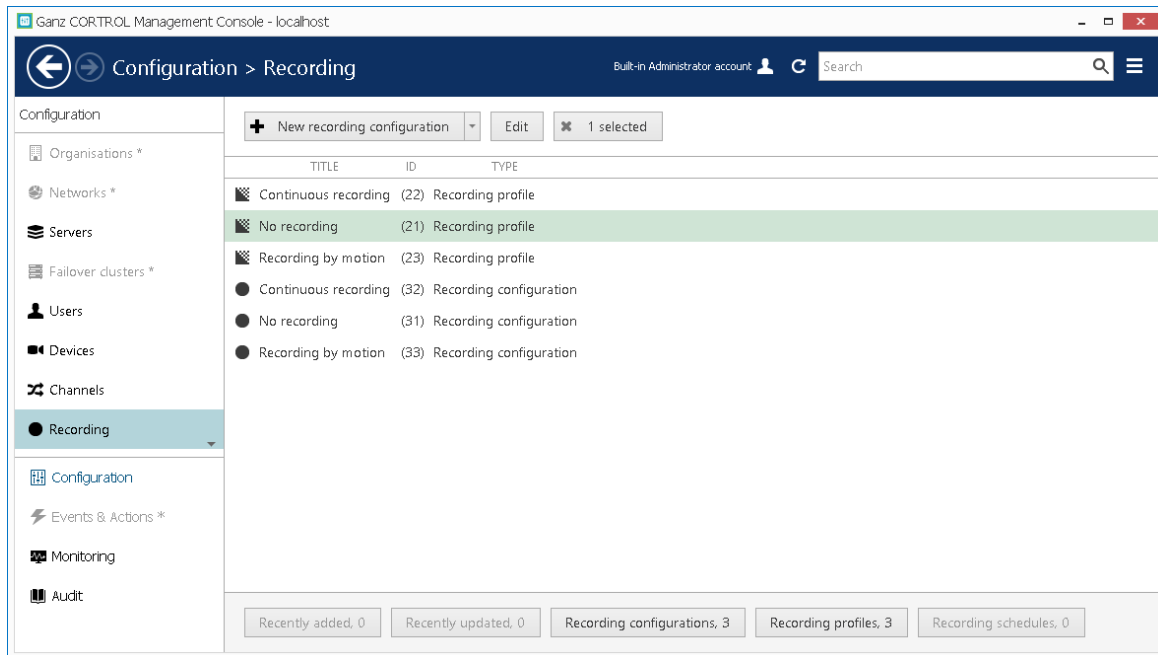 Ganz CORTROL Management Console - localhost
Configuration > Recording
Built-in Administrator account
Search
Configuration
Organisations *
Networks *
Servers
Failover clusters *
Users
Devices
Channels
Recording
Configuration
Events & Actions *
Monitoring
Audit
New recording configuration
Edit
1 selected
TITLE ID TYPE
Continuous recording (22) Recording profile
No recording (21) Recording profile
Recording by motion (23) Recording profile
Continuous recording (32) Recording configuration
No recording (31) Recording configuration
Recording by motion (33) Recording configuration
Recently added, 0
Recently updated, 0
Recording configurations, 3
Recording profiles, 3
Recording schedules, 0